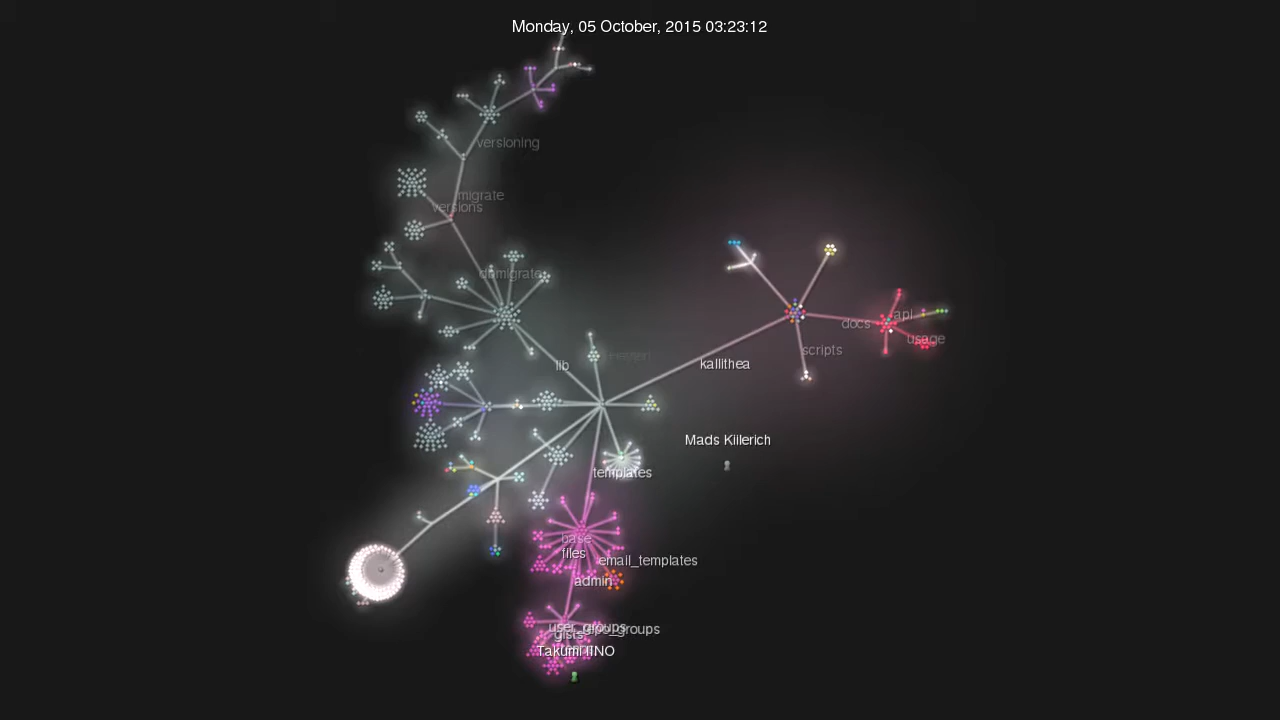 Monday, 05 October, 2015 03:23:12
versioning
migrate
versions
dbmigrate
docs
api
usage
scripts
lib
kallithea
Mads Kiilerich
templates
base
files
email_templates
admin
user_groups
repo_groups
gists
Takumi IINO